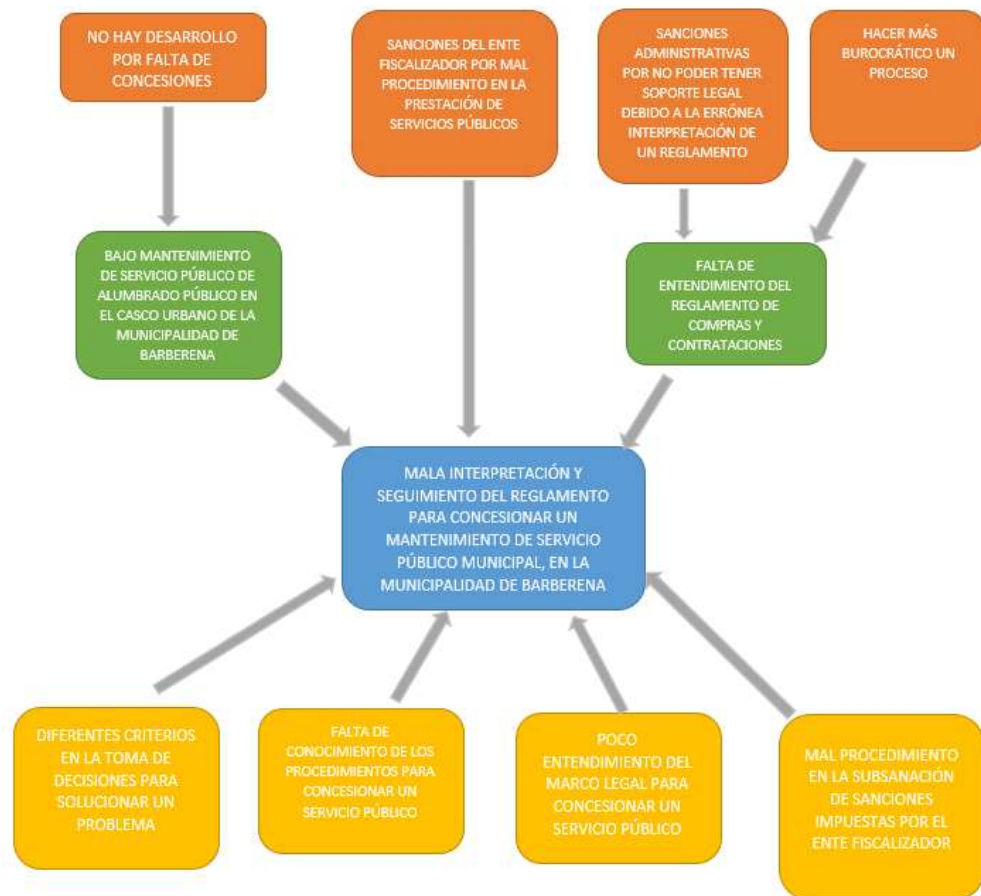 NO HAY DESARROLLO
POR FALTA DE
CONCESIONES
SANCIONES DEL ENTE
FISCALIZADOR POR MAL
PROCEDIMIENTO EN LA
PRESTACIÓN DE
SERVICIOS PÚBLICOS
SANCIONES
ADMINISTRATIVAS
POR NO PODER TENER
SOPORTE LEGAL
DEBIDO A LA ERRÓNEA
INTERPRETACIÓN DE
UN REGLAMENTO
HACER MÁS
BUROCRÁTICO UN
PROCESO
BAJO MANTENIMIENTO
DE SERVICIO PÚBLICO DE
ALUMBRADO PÚBLICO EN
EL CASCO URBANO DE LA
MUNICIPALIDAD DE
BARBERENA
FALTA DE
ENTENDIMIENTO DEL
REGLAMENTO DE
COMPRAS Y
CONTRATACIONES
MALA INTERPRETACIÓN Y
SEGUIMIENTO DEL REGLAMENTO
PARA CONCESIONAR UN
MANTENIMIENTO DE SERVICIO
PÚBLICO MUNICIPAL, EN LA
MUNICIPALIDAD DE BARBERENA
DIFERENTES CRITERIOS
EN LA TOMA DE
DECISIONES PARA
SOLUCIONAR UN
PROBLEMA
FALTA DE
CONOCIMIENTO DE LOS
PROCEDIMIENTOS PARA
CONCESIONAR UN
SERVICIO PÚBLICO
POCO
ENTENDIMIENTO DEL
MARCO LEGAL PARA
CONCESIONAR UN
SERVICIO PÚBLICO
MAL PROCEDIMIENTO
EN LA SUBSANACIÓN
DE SANCIONES
IMPUESTAS POR EL
ENTE FISCALIZADOR